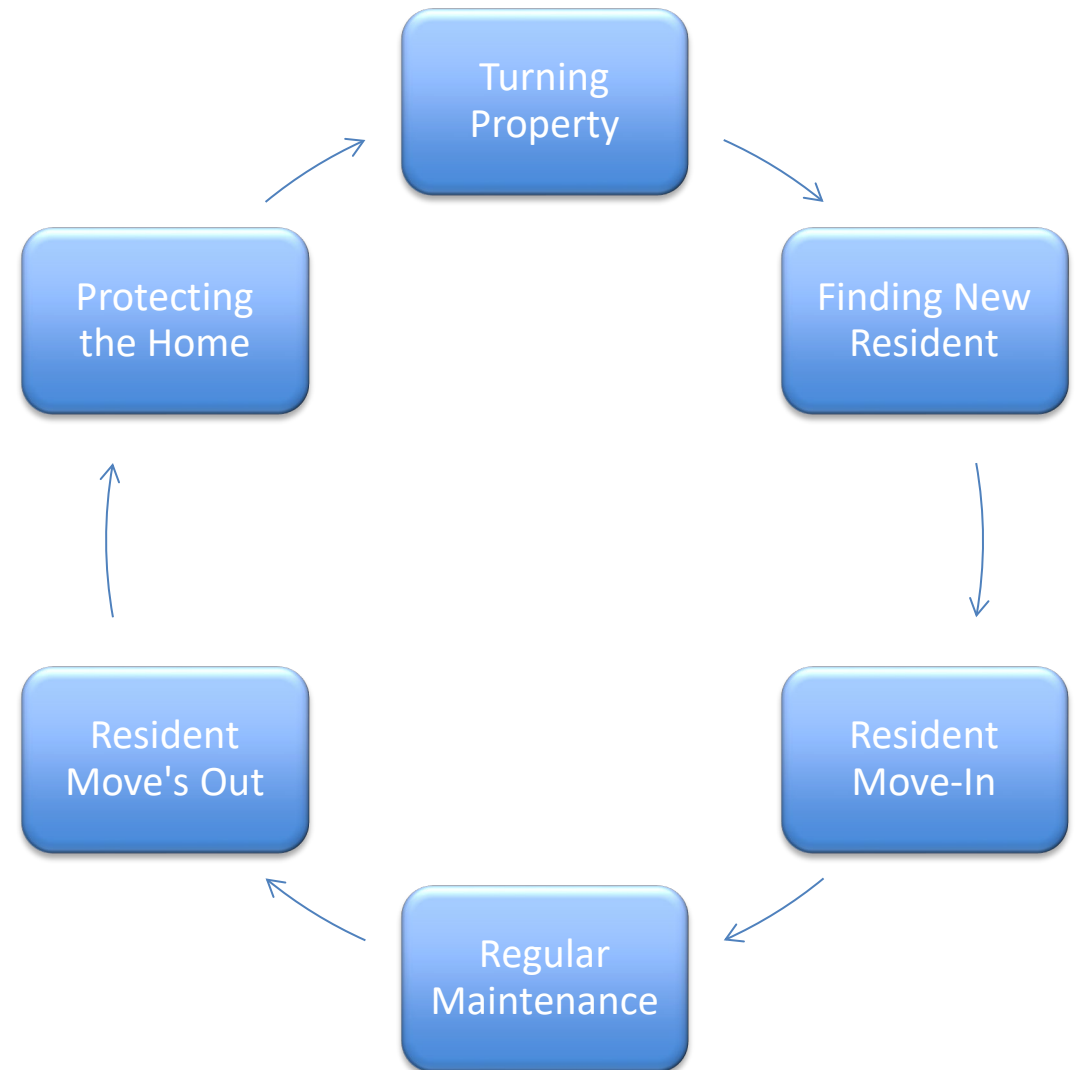 Turning
Property
Finding New
Resident
Resident
Move-In
Regular
Maintenance
Resident
Move's Out
Protecting
the Home